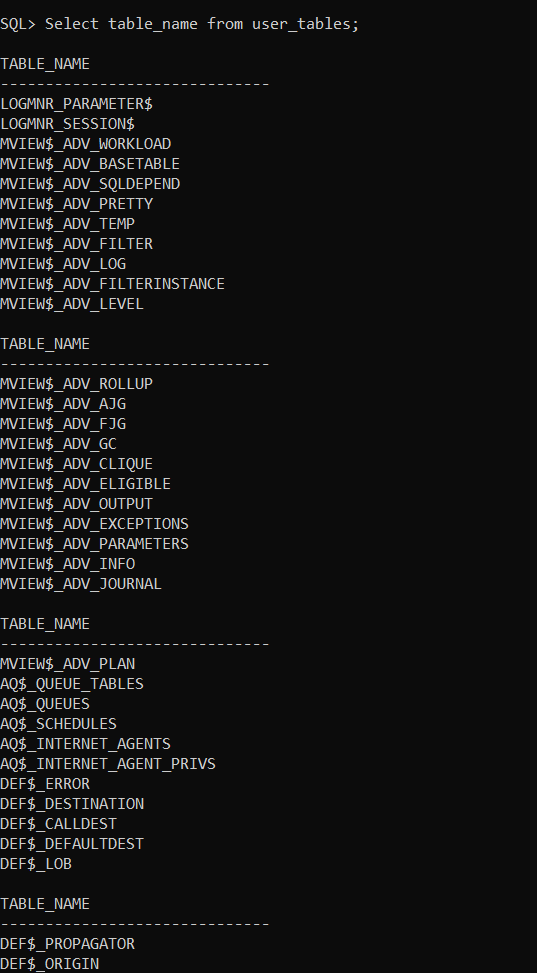 SQL> Select table_name from user_tables;
TABLE_NAME
------------------------------
LOGMNR_PARAMETER$
LOGMNR_SESSION$
MVIEW$_ADV_WORKLOAD
MVIEW$_ADV_BASETABLE
MVIEW$_ADV_SQLDEPEND
MVIEW$_ADV_PRETTY
MVIEW$_ADV_TEMP
MVIEW$_ADV_FILTER
MVIEW$_ADV_LOG
MVIEW$_ADV_FILTERINSTANCE
MVIEW$_ADV_LEVEL
TABLE_NAME
------------------------------
MVIEW$_ADV_ROLLUP
MVIEW$_ADV_AJG
MVIEW$_ADV_FJG
MVIEW$_ADV_GC
MVIEW$_ADV_CLIQUE
MVIEW$_ADV_ELIGIBLE
MVIEW$_ADV_OUTPUT
MVIEW$_ADV_EXCEPTIONS
MVIEW$_ADV_PARAMETERS
MVIEW$_ADV_INFO
MVIEW$_ADV_JOURNAL
TABLE_NAME
------------------------------
MVIEW$_ADV_PLAN
AQ$_QUEUE_TABLES
AQ$_QUEUES
AQ$_SCHEDULES
AQ$_INTERNET_AGENTS
AQ$_INTERNET_AGENT_PRIVS
DEF$_ERROR
DEF$_DESTINATION
DEF$_CALLDEST
DEF$_DEFAULTDEST
DEF$_LOB
TABLE_NAME
------------------------------
DEF$_PROPAGATOR
DEF$_ORIGIN